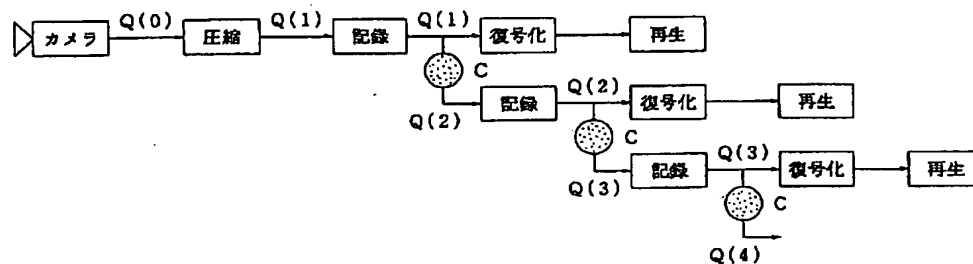 Q(0)
Q(1)
Q(1)
カメラ
圧縮
記録
復号化
再生
C
Q(2)
Q(2)
記録
復号化
再生
C
Q(3)
Q(3)
記録
復号化
再生
C
Q(4)